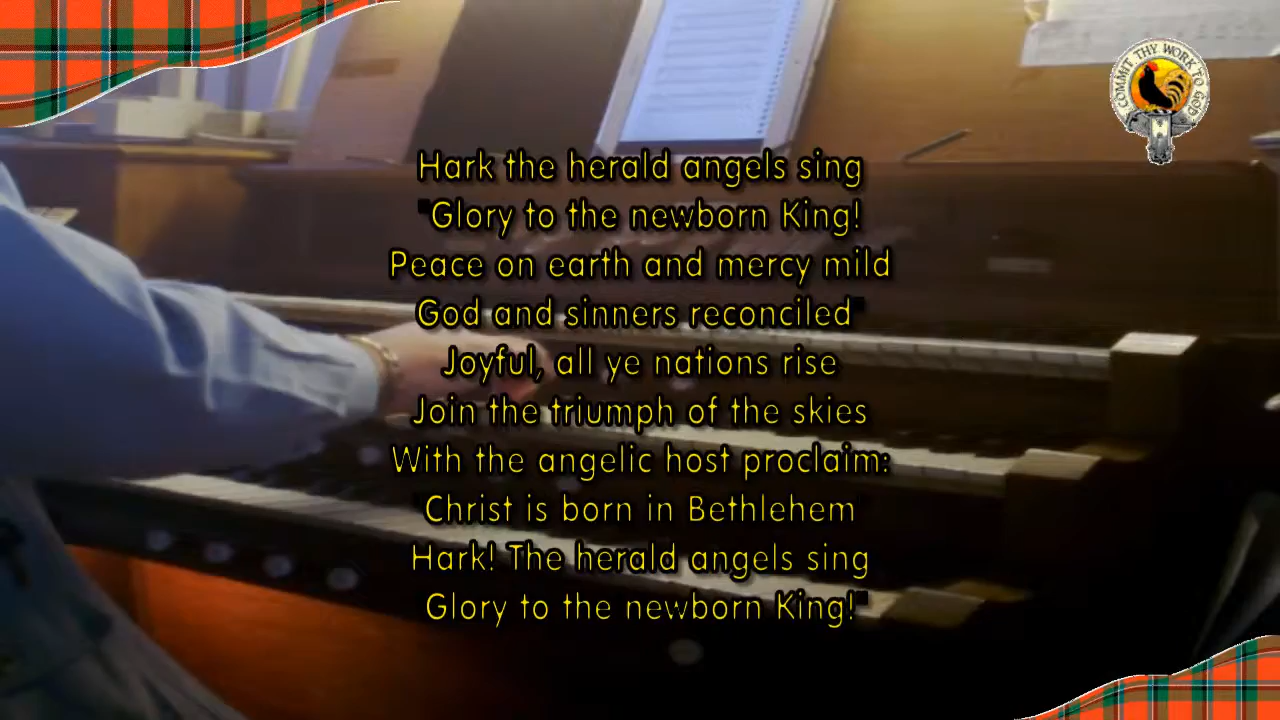 COMMIT THY WORK TO GOD
Hark the herald angels sing
"Glory to the newborn King!
Peace on earth and mercy mild
God and sinners reconciled"
Joyful, all ye nations rise
Join the triumph of the skies
With the angelic host proclaim:
"Christ is born in Bethlehem"
Hark! The herald angels sing
"Glory to the newborn King!"